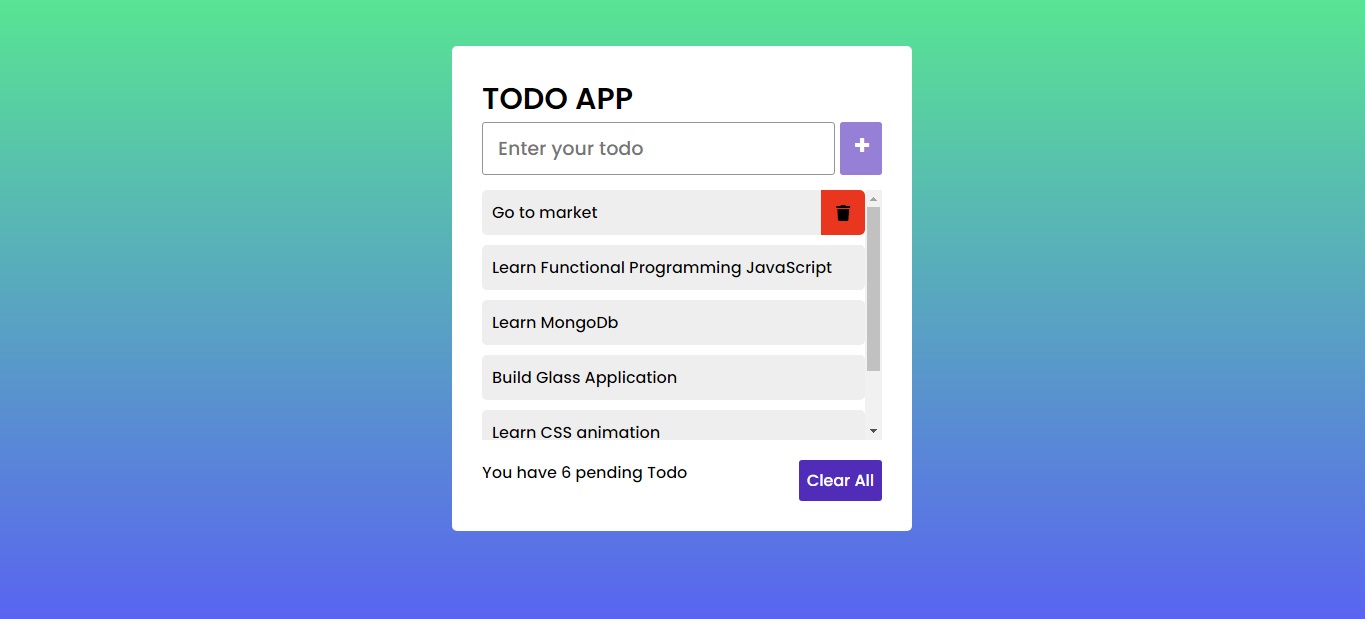 TODO APP
Enter your todo
+
Go to market
Learn Functional Programming JavaScript
Learn MongoDb
Build Glass Application
Learn CSS animation
You have 6 pending Todo
Clear All